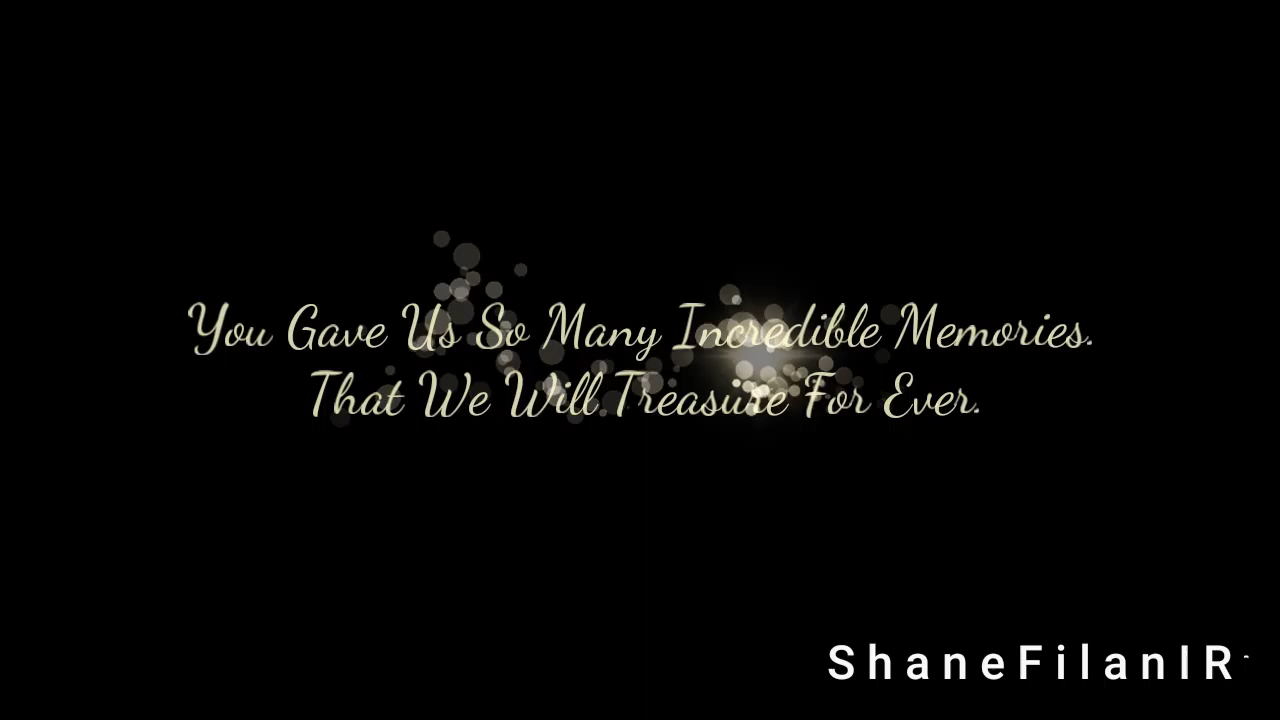 You Gave Us So Many Incredible Memories.
That We Will Treasure For Ever.
ShaneFilanIR